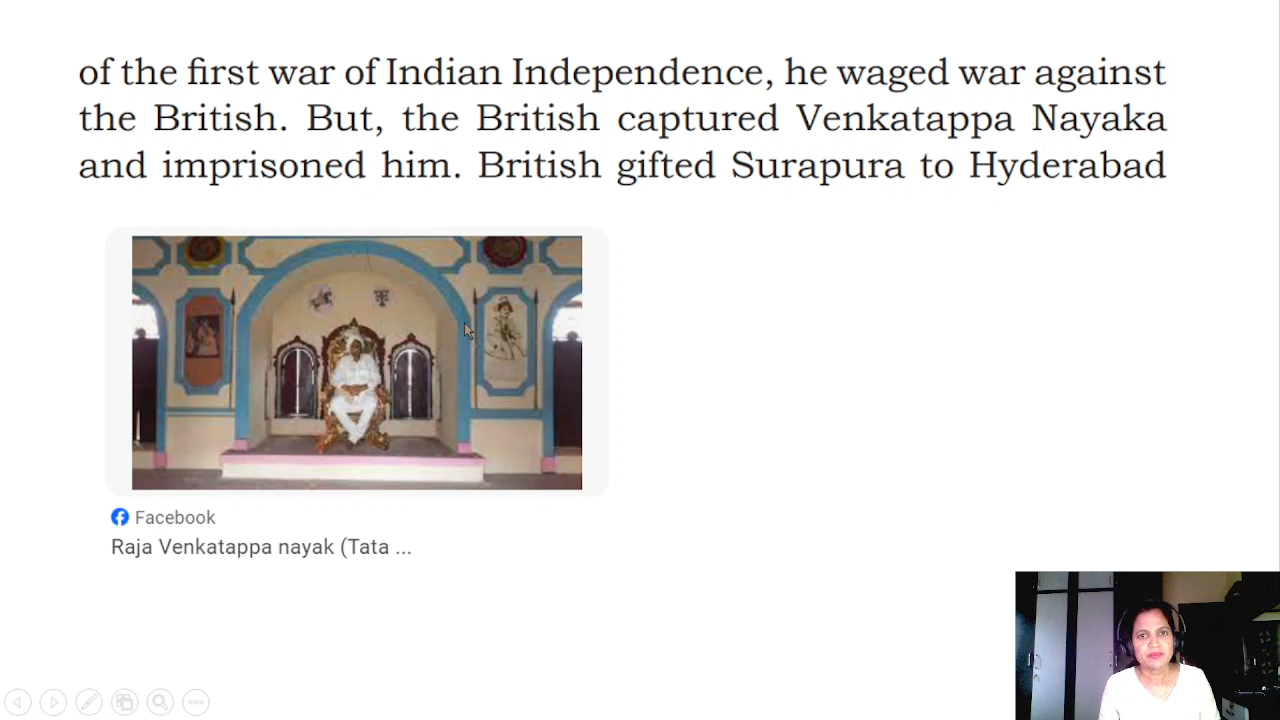 of the first war of Indian Independence, he waged war against
the British. But, the British captured Venkatappa Nayaka
and imprisoned him. British gifted Surapura to Hyderabad
Facebook
Raja Venkatappa nayak (Tata ...